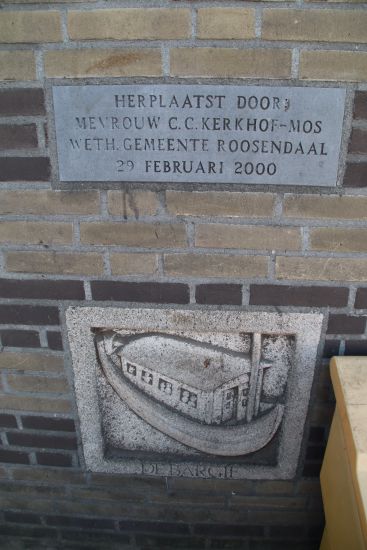 HERPLAATST DOOR:
MEVROUW C.C. KERKHOF-MOS
WETH. GEMEENTE ROOSENDAAL
29 FEBRUARI 2000
DE BARGIE